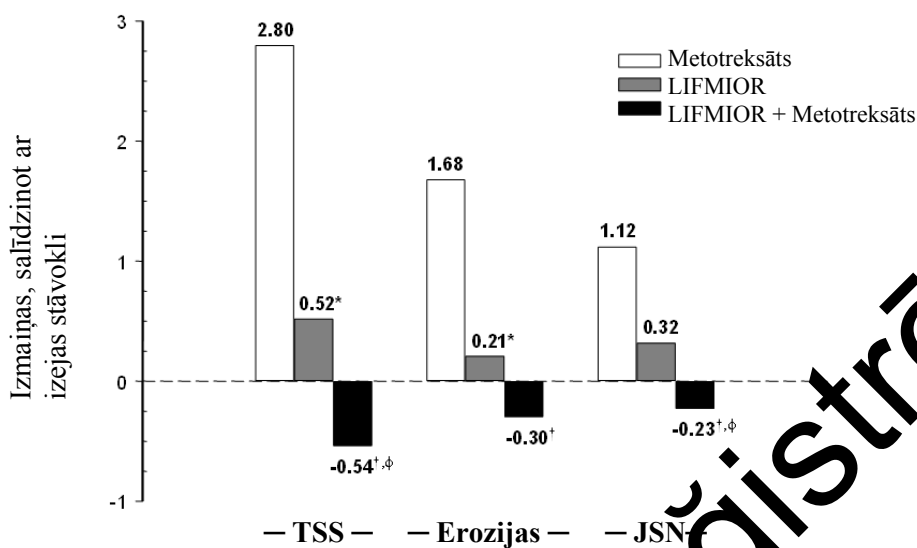 3
2
1
0
-1
Izmaiņas, salīdzinot ar
izejas stāvokli
Metotreksāts
LIFMIOR
LIFMIOR + Metotreksāts
2.80
0.52*
-0.54†,ϕ
1.68
0.21*
-0.30†
1.12
0.32
-0.23†,ϕ
— TSS —
— Erozijas —
— JSN —